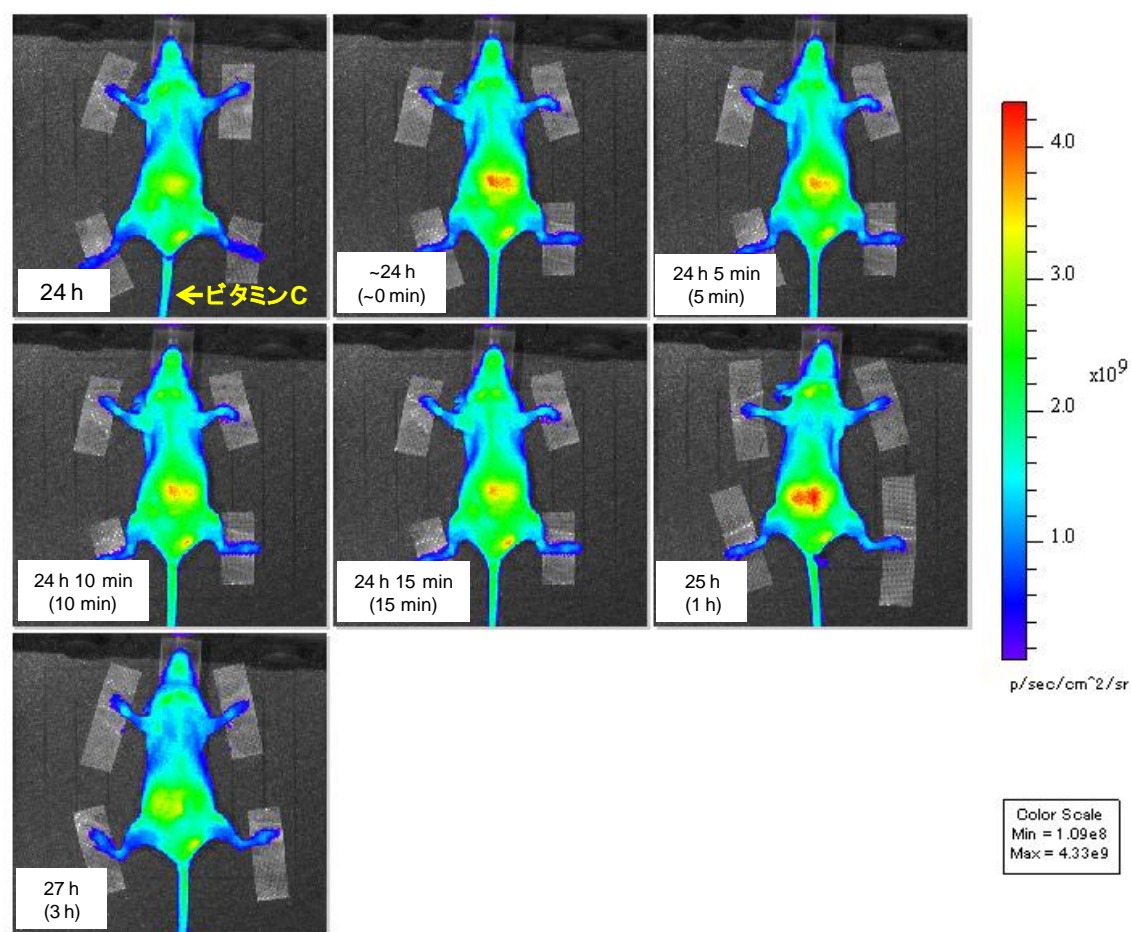 24 h
←ビタミンC
~24 h
(~0 min)
24 h 5 min
(5 min)
24 h 10 min
(10 min)
24 h 15 min
(15 min)
25 h
(1 h)
27 h
(3 h)
4.0
3.0
x10^9
2.0
1.0
p/sec/cm^2/sr
Color Scale
Min = 1.09e8
Max = 4.33e9